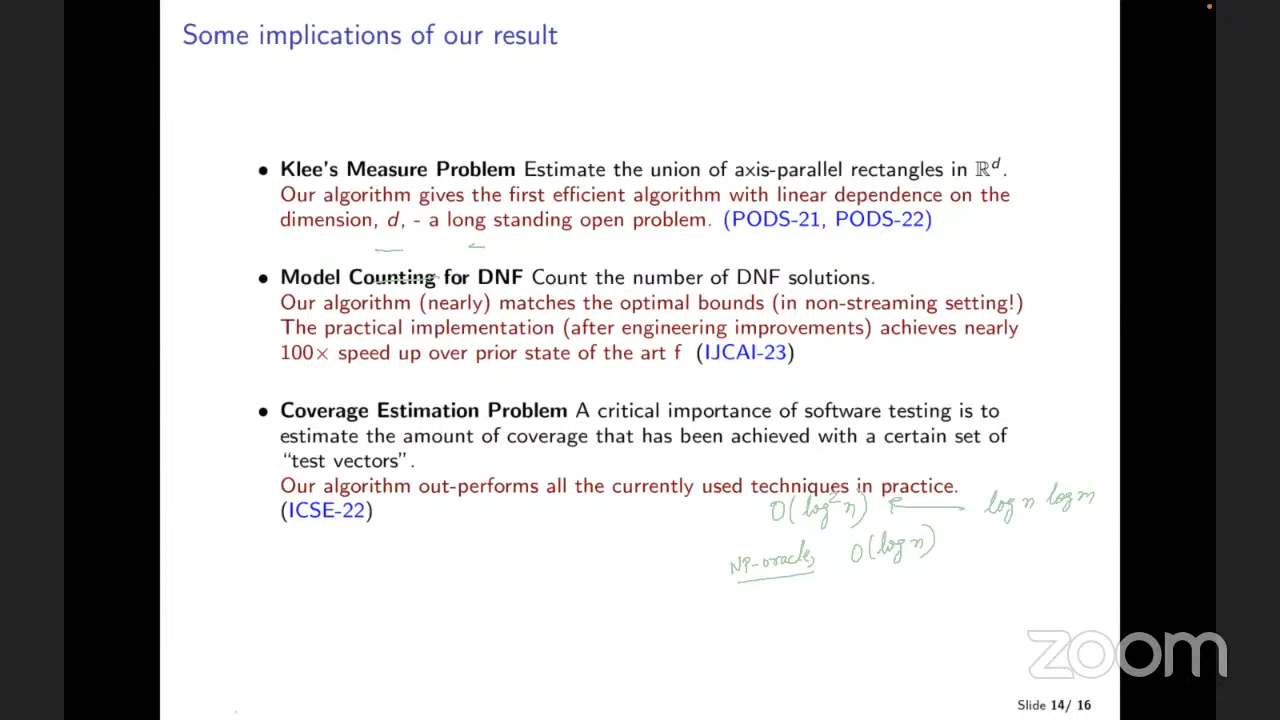 Some implications of our result
• Klee's Measure Problem Estimate the union of axis-parallel rectangles in ℝᵈ.
Our algorithm gives the first efficient algorithm with linear dependence on the
dimension, d, - a long standing open problem. (PODS-21, PODS-22)
• Model Counting for DNF Count the number of DNF solutions.
Our algorithm (nearly) matches the optimal bounds (in non-streaming setting!)
The practical implementation (after engineering improvements) achieves nearly
100× speed up over prior state of the art f (IJCAI-23)
• Coverage Estimation Problem A critical importance of software testing is to
estimate the amount of coverage that has been achieved with a certain set of
“test vectors”.
Our algorithm out-performs all the currently used techniques in practice.
(ICSE-22)
O(log² n) ← log n log m
NP-oracle, O(log n)
zoom
Slide 14/ 16